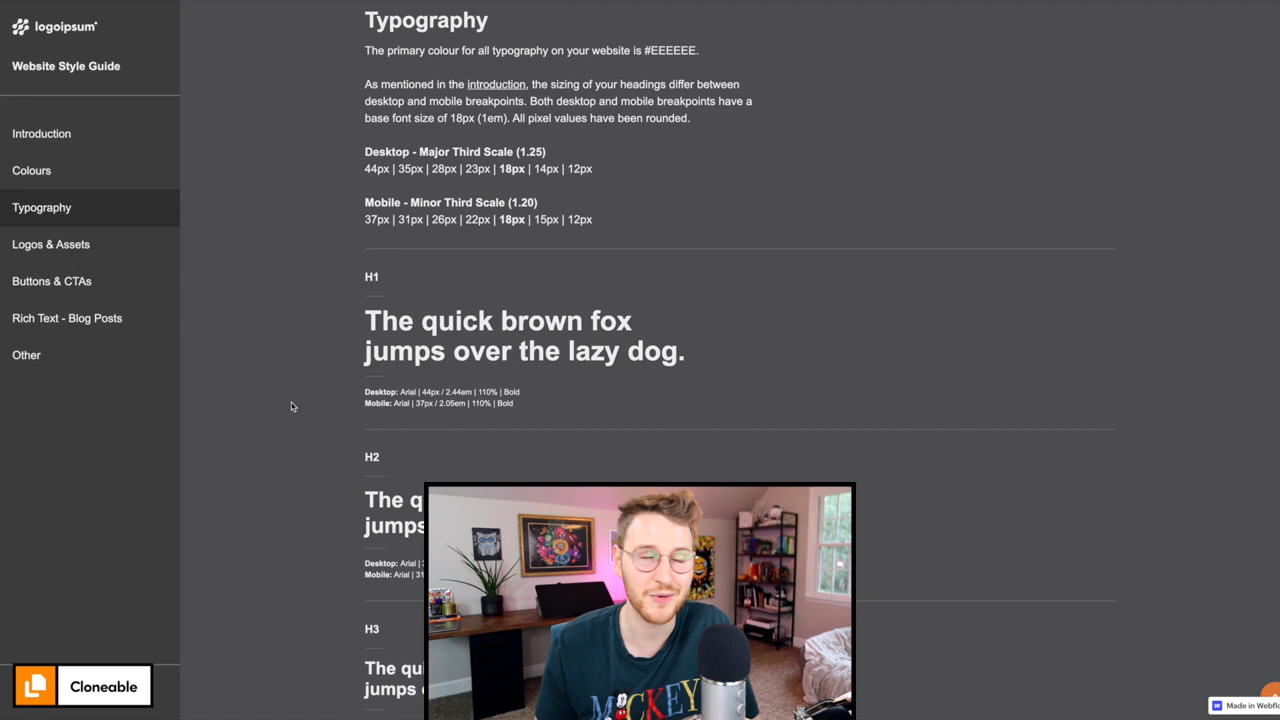 logoipsum
Website Style Guide
Introduction
Colours
Typography
Logos & Assets
Buttons & CTAs
Rich Text - Blog Posts
Other
Cloneable
Typography
The primary colour for all typography on your website is #EEEEEE.
As mentioned in the introduction, the sizing of your headings differ between
desktop and mobile breakpoints. Both desktop and mobile breakpoints have a
base font size of 18px (1em). All pixel values have been rounded.
Desktop - Major Third Scale (1.25)
44px | 35px | 28px | 23px | 18px | 14px | 12px
Mobile - Minor Third Scale (1.20)
37px | 31px | 26px | 22px | 18px | 15px | 12px
H1
The quick brown fox
jumps over the lazy dog.
Desktop: Arial | 44px / 2.44em | 110% | Bold
Mobile: Arial | 37px / 2.05em | 110% | Bold
H2
The q
jumps
Desktop: Arial |
Mobile: Arial | 31
H3
The qui
jumps
MICKEY
Made in Webflo